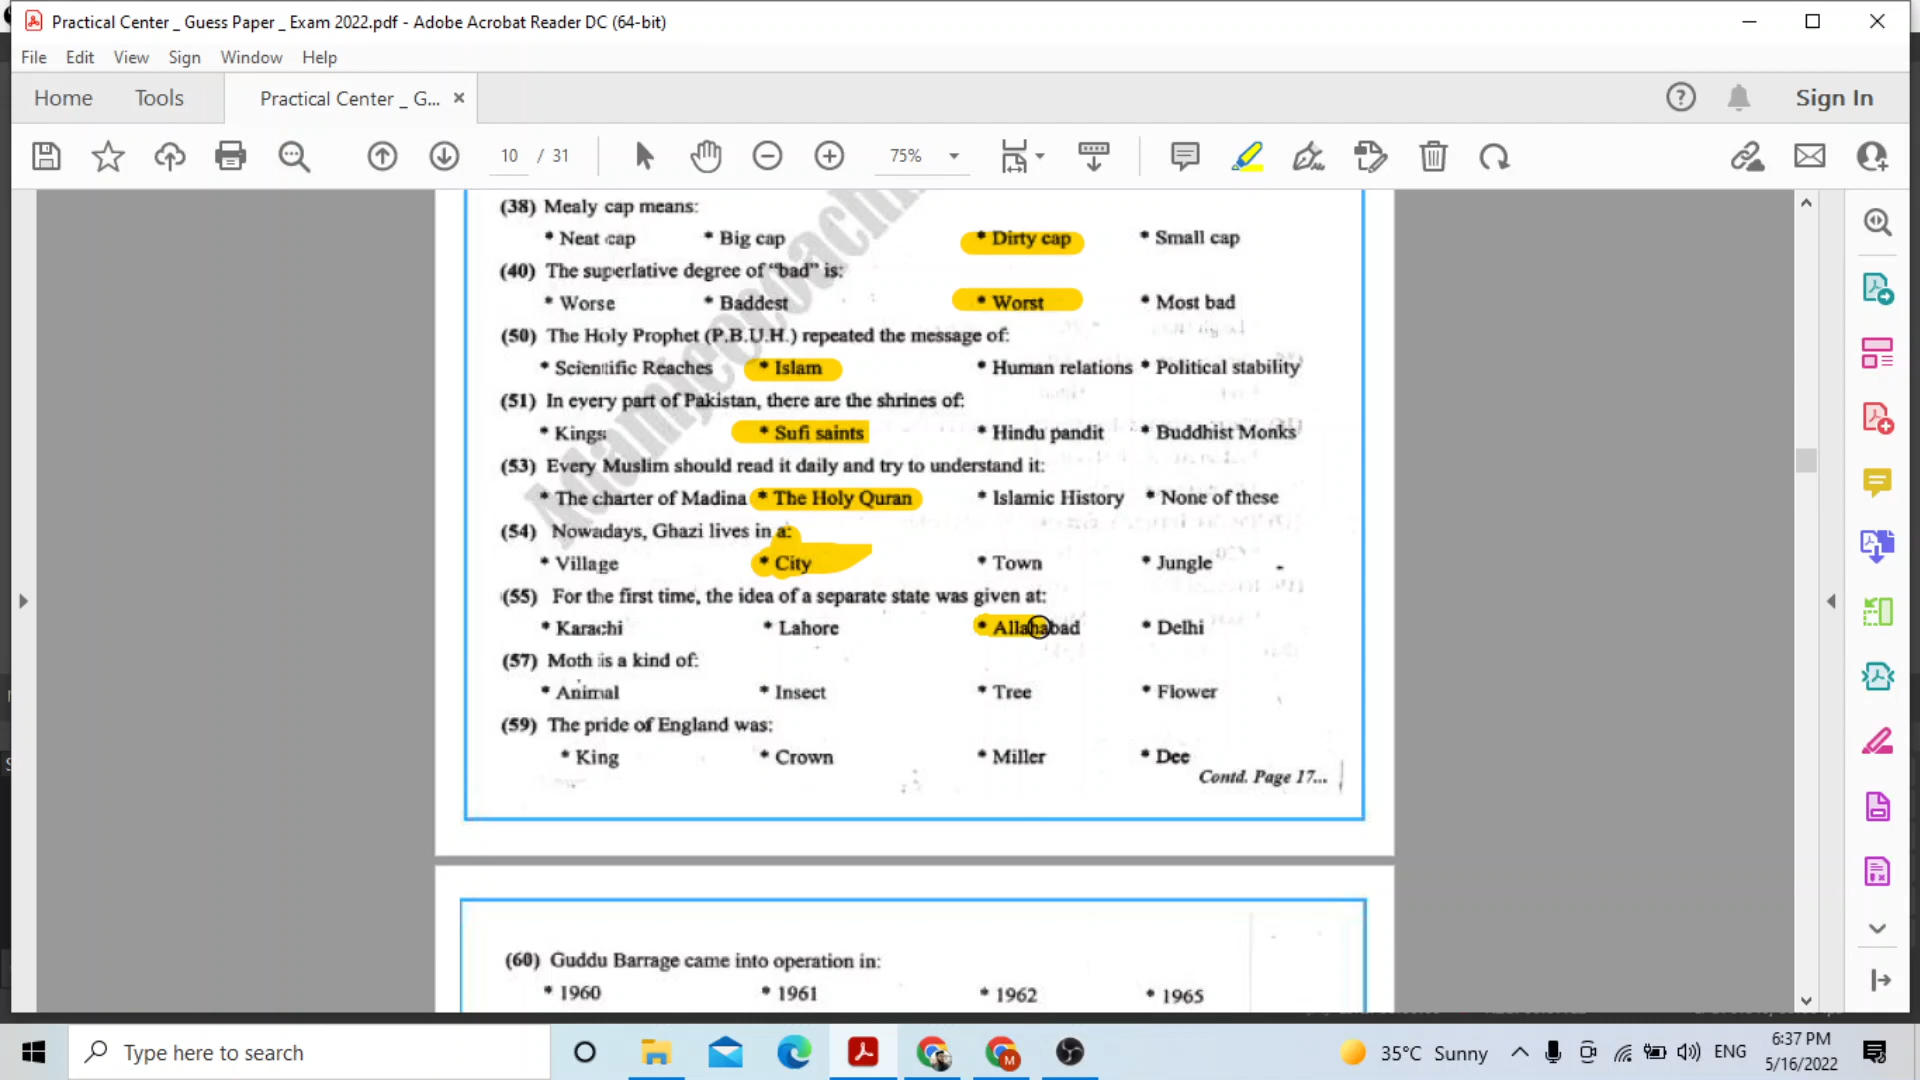 Practical Center _ Guess Paper _ Exam 2022.pdf - Adobe Acrobat Reader DC (64-bit)
File Edit View Sign Window Help
Home Tools Practical Center _ G... × Sign In
10 / 31 75%
(38) Mealy cap means:
* Neat cap * Big cap * Dirty cap * Small cap
(40) The superlative degree of "bad" is:
* Worse * Baddest * Worst * Most bad
(50) The Holy Prophet (P.B.U.H.) repeated the message of:
* Scientific Reaches * Islam * Human relations * Political stability
(51) In every part of Pakistan, there are the shrines of:
* Kings * Sufi saints * Hindu pandit * Buddhist Monks
(53) Every Muslim should read it daily and try to understand it:
* The charter of Madina * The Holy Quran * Islamic History * None of these
(54) Nowadays, Ghazi lives in a:
* Village * City * Town * Jungle
(55) For the first time, the idea of a separate state was given at:
* Karachi * Lahore * Allahabad * Delhi
(57) Moth is a kind of:
* Animal * Insect * Tree * Flower
(59) The pride of England was:
* King * Crown * Miller * Dee
Contd. Page 17...
(60) Guddu Barrage came into operation in:
* 1960 * 1961 * 1962 * 1965
Type here to search
35°C Sunny ENG 6:37 PM
5/16/2022